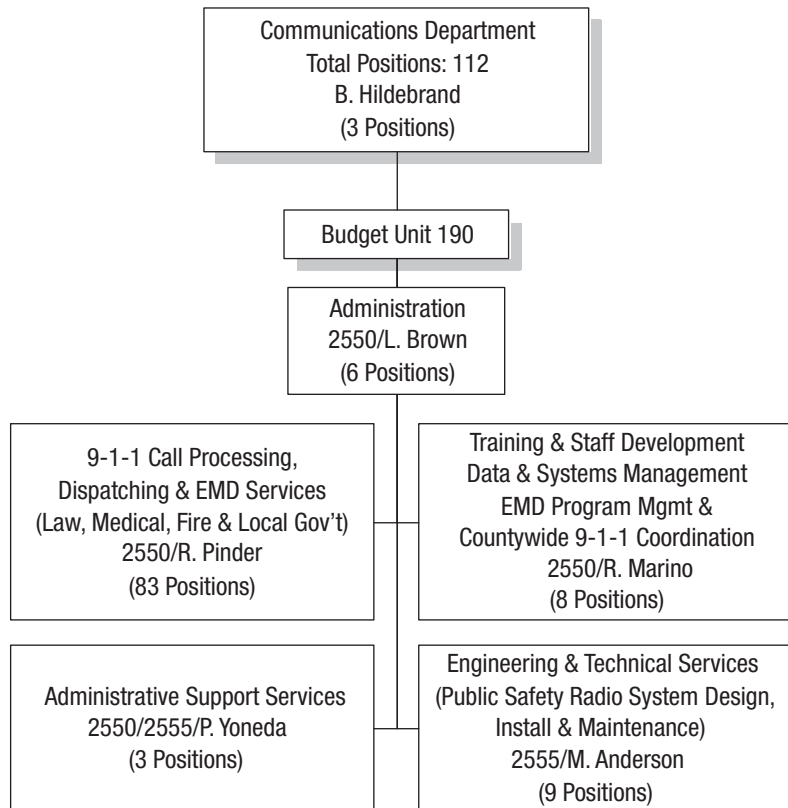 Communications Department
Total Positions: 112
B. Hildebrand
(3 Positions)
Budget Unit 190
Administration
2550/L. Brown
(6 Positions)
9-1-1 Call Processing,
Dispatching & EMD Services
(Law, Medical, Fire & Local Gov't)
2550/R. Pinder
(83 Positions)
Training & Staff Development
Data & Systems Management
EMD Program Mgmt &
Countywide 9-1-1 Coordination
2550/R. Marino
(8 Positions)
Administrative Support Services
2550/2555/P. Yoneda
(3 Positions)
Engineering & Technical Services
(Public Safety Radio System Design,
Install & Maintenance)
2555/M. Anderson
(9 Positions)